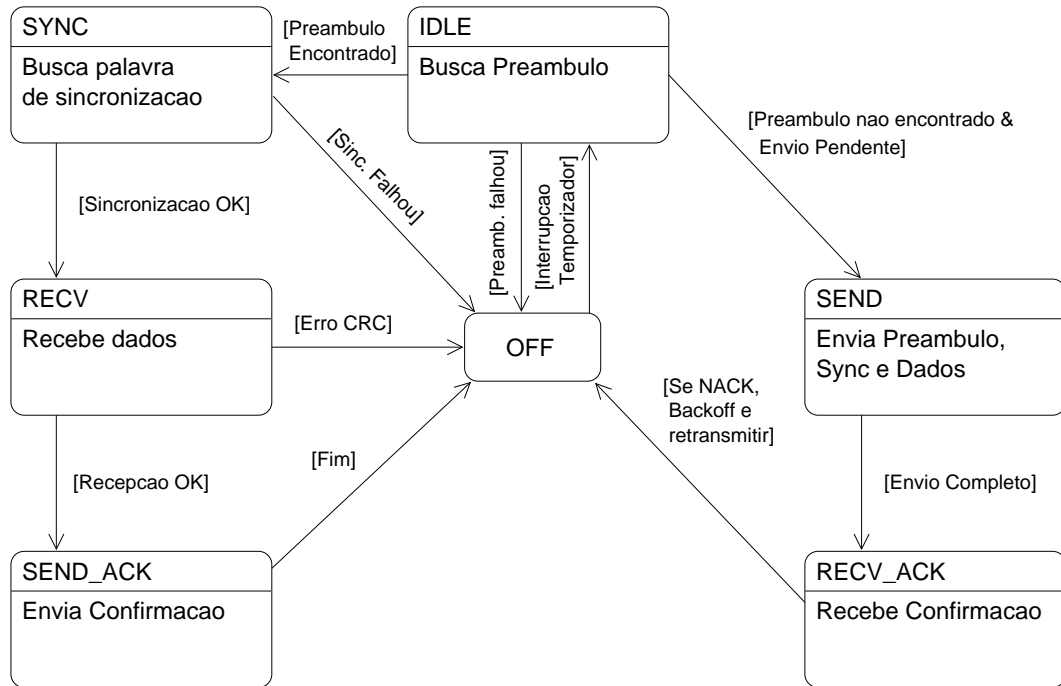 SYNC
Busca palavra
de sincronizacao
[Preambulo
Encontrado]
IDLE
Busca Preambulo
[Preambulo nao encontrado &
Envio Pendente]
[Sinc. Falhou]
[Preamb. falhou]
[Interrupcao
Temporizador]
[Sincronizacao OK]
RECV
Recebe dados
[Erro CRC]
OFF
SEND
Envia Preambulo,
Sync e Dados
[Se NACK,
Backoff e
retransmitir]
[Recepcao OK]
[Fim]
[Envio Completo]
SEND_ACK
Envia Confirmacao
RECV_ACK
Recebe Confirmacao